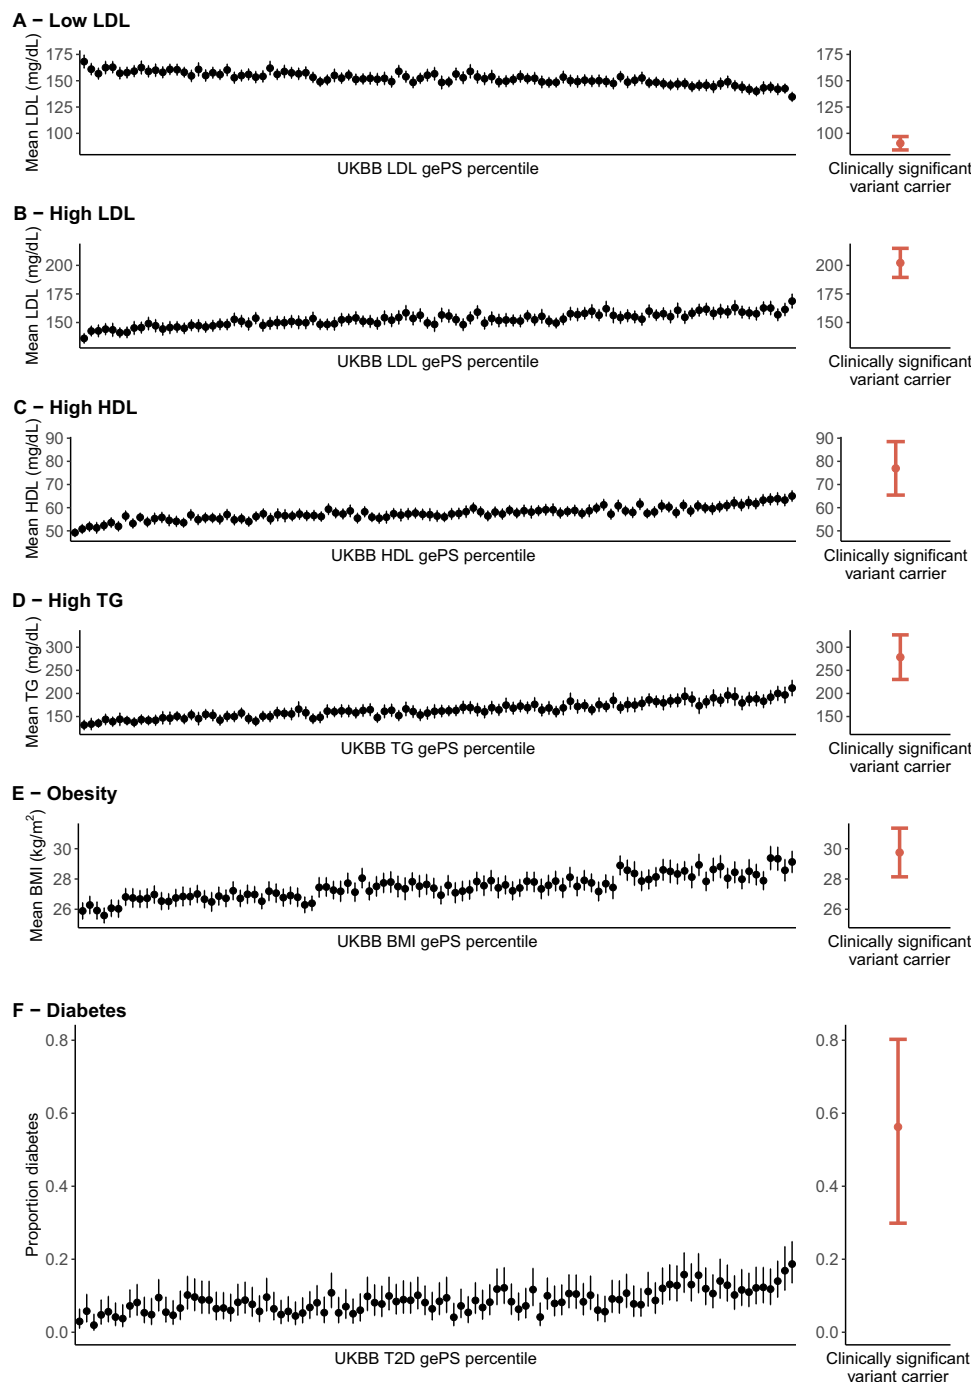 A − Low LDL
Mean LDL (mg/dL)
175
150
125
100
UKBB LDL gePS percentile
175
150
125
100
Clinically significant
variant carrier
B − High LDL
Mean LDL (mg/dL)
200
175
150
UKBB LDL gePS percentile
200
175
150
Clinically significant
variant carrier
C − High HDL
Mean HDL (mg/dL)
90
80
70
60
50
UKBB HDL gePS percentile
90
80
70
60
50
Clinically significant
variant carrier
D − High TG
Mean TG (mg/dL)
300
250
200
150
UKBB TG gePS percentile
300
250
200
150
Clinically significant
variant carrier
E − Obesity
Mean BMI (kg/m²)
30
28
26
UKBB BMI gePS percentile
30
28
26
Clinically significant
variant carrier
F − Diabetes
Proportion diabetes
0.8
0.6
0.4
0.2
0.0
UKBB T2D gePS percentile
0.8
0.6
0.4
0.2
0.0
Clinically significant
variant carrier